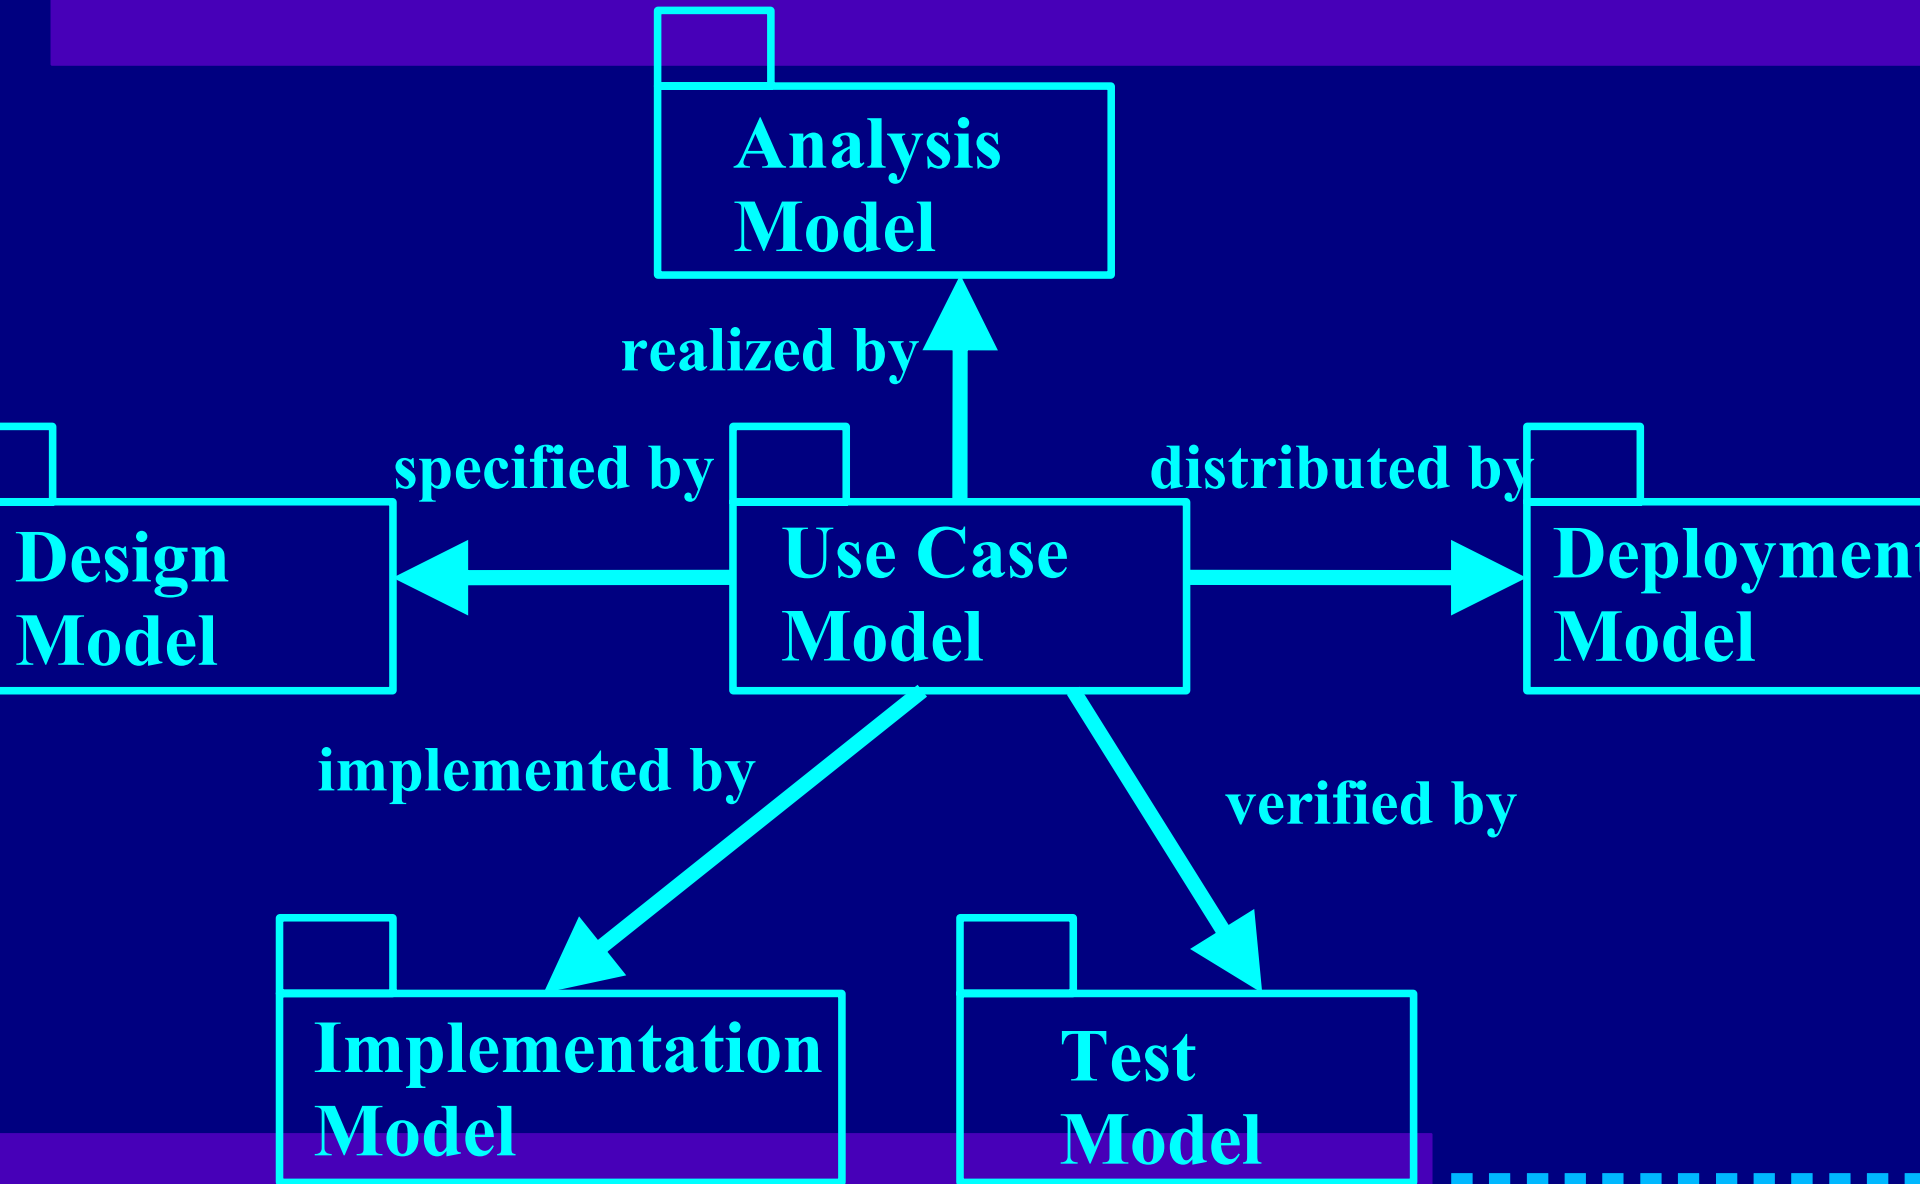 Analysis
Model
realized by
specified by
distributed by
Design
Model
Use Case
Model
Deployment
Model
implemented by
verified by
Implementation
Model
Test
Model